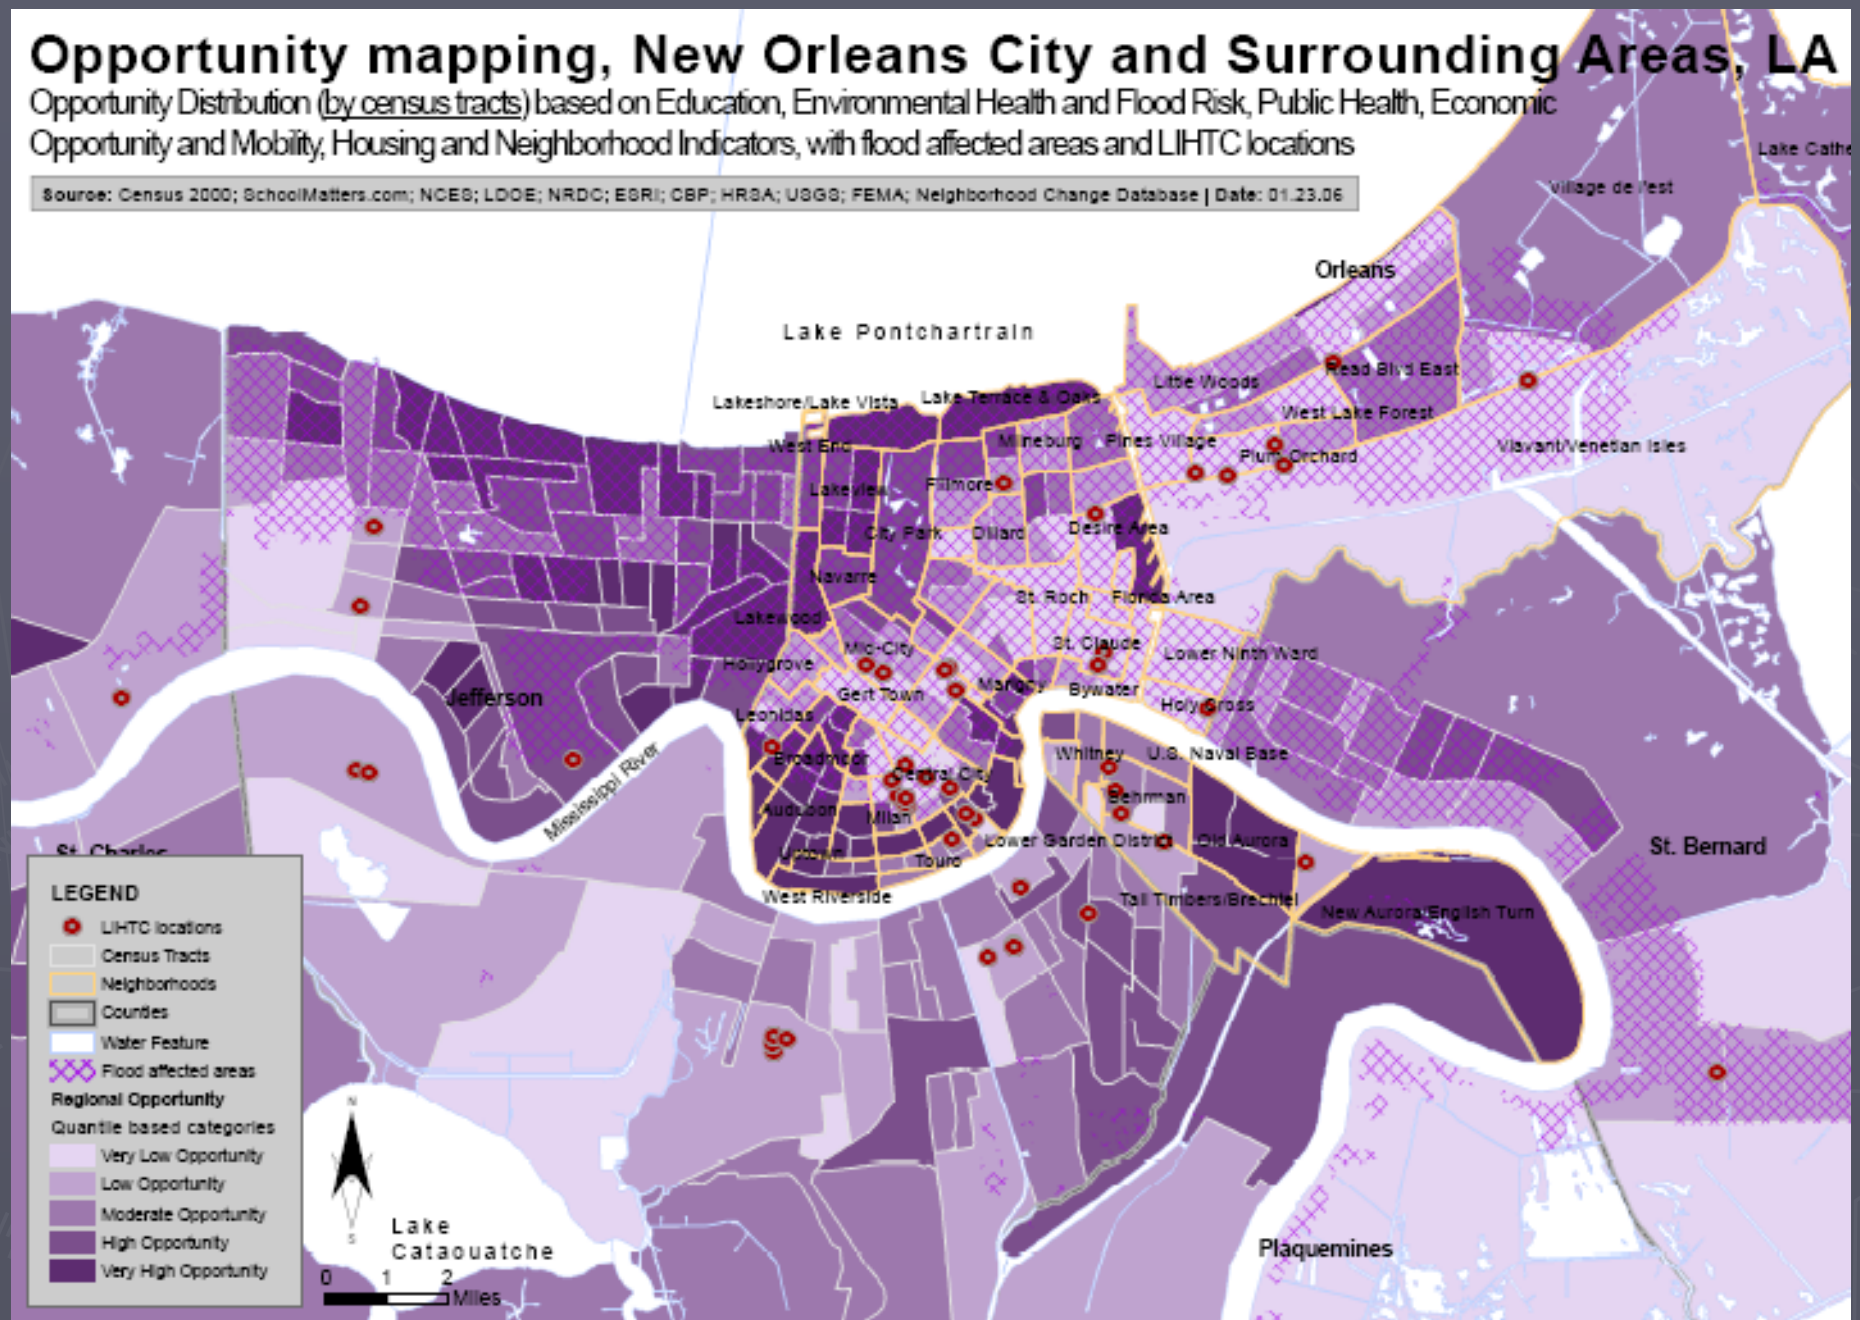 Opportunity mapping, New Orleans City and Surrounding Areas, LA
Opportunity Distribution (by census tracts) based on Education, Environmental Health and Flood Risk, Public Health, Economic
Opportunity and Mobility, Housing and Neighborhood Indicators, with flood affected areas and LIHTC locations
Source: Census 2000; SchoolMatters.com; NCES; LDOE; NRDC; ESRI; CBP; HRSA; USGS; FEMA; Neighborhood Change Database | Date: 01.23.06
Lake Cathe
Village de l'est
Orleans
Lake Pontchartrain
Little Woods
Read Blvd East
Lakeshore/Lake Vista
Lake Terrace & Oaks
West Lake Forest
West End
Milneburg
Pines Village
Plum Orchard
Viavant/Venetian Isles
Lakeview
Fillmore
City Park
Dillard
Desire Area
Navarre
St. Roch
Florida Area
Lakewood
Mid-City
St. Claude
Lower Ninth Ward
Hollygrove
Gert Town
Marigny
Bywater
Jefferson
Holy Cross
Leonidas
Mississippi River
Broadmoor
Central City
Whitney
U.S. Naval Base
Behrman
Audubon
Milan
Lower Garden District
Old Aurora
St. Bernard
Uptown
Touro
St. Charles
West Riverside
Tall Timbers/Brechtel
New Aurora/English Turn
LEGEND
LIHTC locations
Census Tracts
Neighborhoods
Counties
Water Feature
Flood affected areas
Regional Opportunity
Quantile based categories
Very Low Opportunity
Low Opportunity
Moderate Opportunity
High Opportunity
Very High Opportunity
N
S
Lake
Cataouatche
0 1 2
Miles
Plaquemines